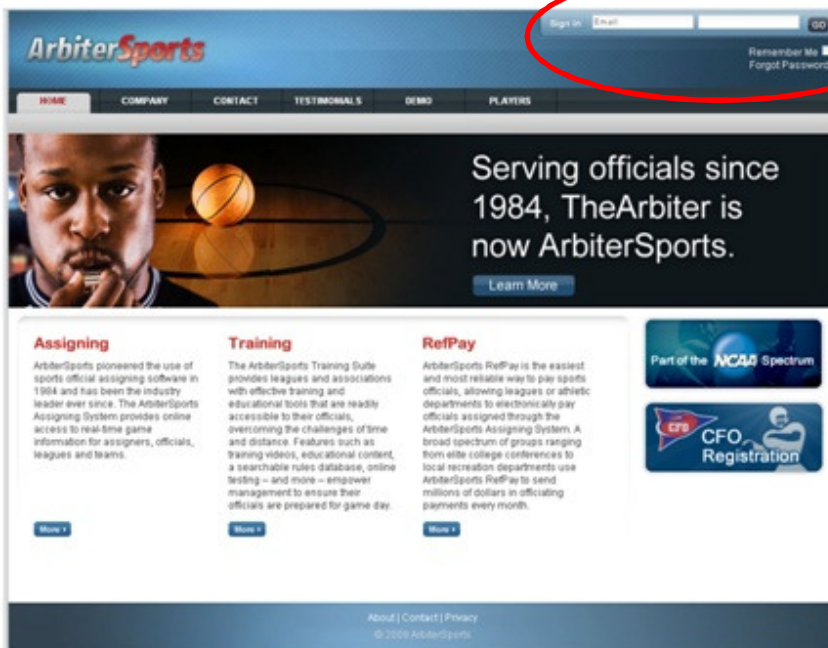 Sign in Email GO
ArbiterSports
Remember Me
Forgot Password
HOME COMPANY CONTACT TESTIMONIALS DEMO PLAYERS
Serving officials since
1984, TheArbiter is
now ArbiterSports.
Learn More
Assigning
ArbiterSports pioneered the use of
sports official assigning software in
1984 and has been the industry
leader ever since. The ArbiterSports
Assigning System provides online
access to real-time game
information for assigners, officials,
leagues and teams.
More
Training
The ArbiterSports Training Suite
provides leagues and associations
with effective training and
educational tools that are readily
accessible to their officials,
overcoming the challenges of time
and distance. Features such as
training videos, educational content,
a searchable rules database, online
testing – and more – empower
management to ensure their
officials are prepared for game day.
More
RefPay
ArbiterSports RefPay is the easiest
and most reliable way to pay sports
officials, allowing leagues or athletic
departments to electronically pay
officials assigned through the
ArbiterSports Assigning System. A
broad spectrum of groups ranging
from elite college conferences to
local recreation departments use
ArbiterSports RefPay to send
millions of dollars in officiating
payments every month.
More
Part of the NCAA Spectrum
CFO
CFO
Registration
About | Contact | Privacy
© 2009 ArbiterSports